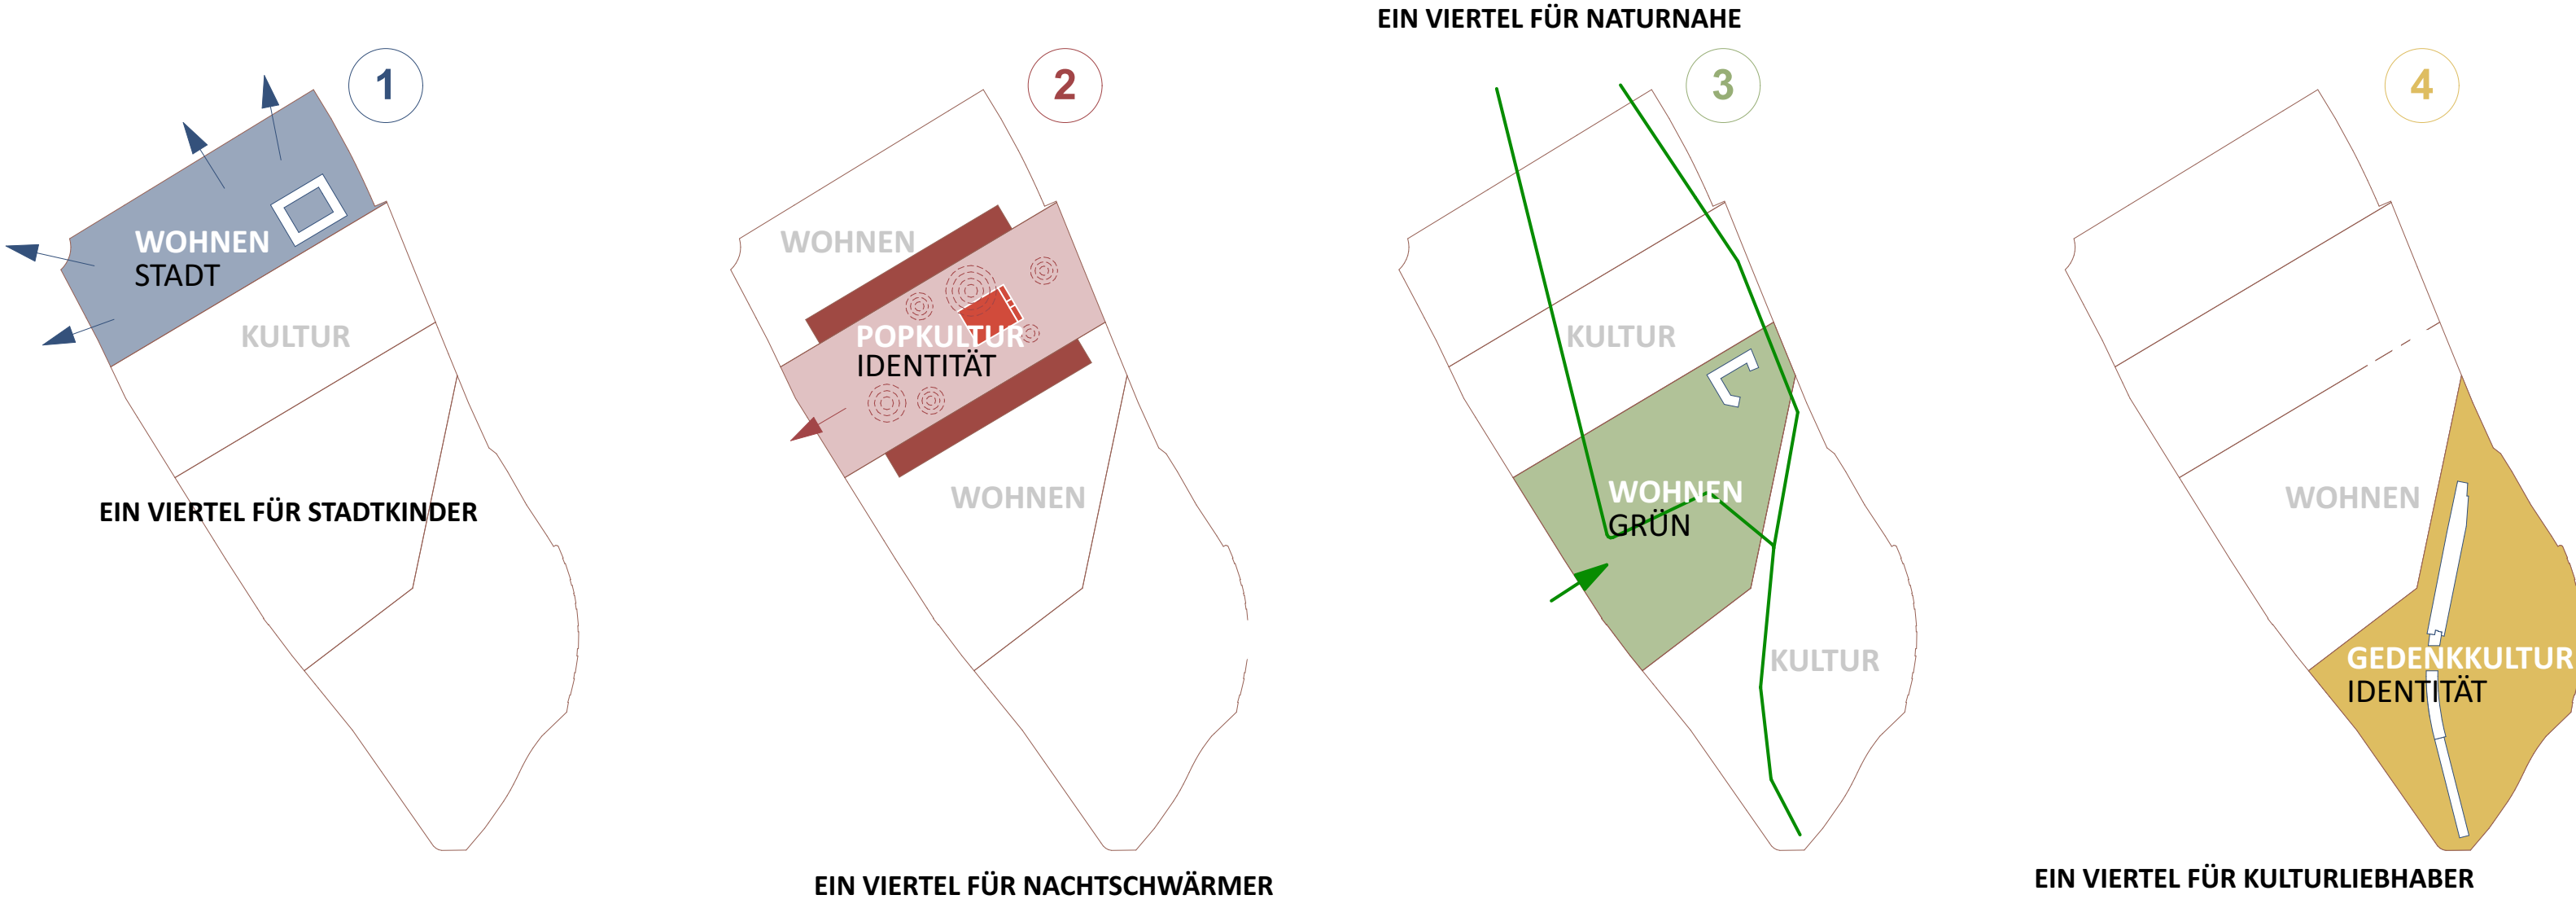 1
WOHNEN
STADT
KULTUR
EIN VIERTEL FÜR STADTKINDER
2
WOHNEN
POPKULTUR
IDENTITÄT
WOHNEN
EIN VIERTEL FÜR NACHTSCHWÄRMER
EIN VIERTEL FÜR NATURNAHE
3
KULTUR
WOHNEN
GRÜN
KULTUR
4
WOHNEN
GEDENKKULTUR
IDENTITÄT
EIN VIERTEL FÜR KULTURLIEBHABER